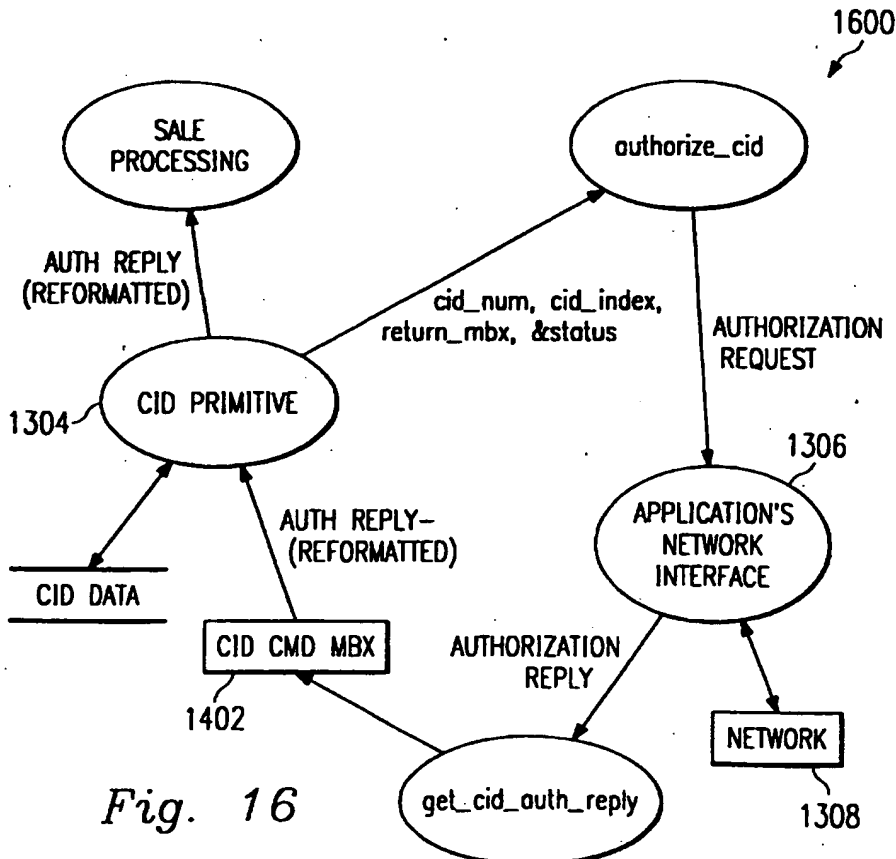 1600
SALE
PROCESSING
authorize_cid
AUTH REPLY
(REFORMATTED)
cid_num, cid_index,
return_mbx, &status
AUTHORIZATION
REQUEST
1304
CID PRIMITIVE
1306
AUTH REPLY-
(REFORMATTED)
APPLICATION'S
NETWORK
INTERFACE
CID DATA
CID CMD MBX
AUTHORIZATION
REPLY
1402
NETWORK
Fig. 16
get_cid_auth_reply
1308